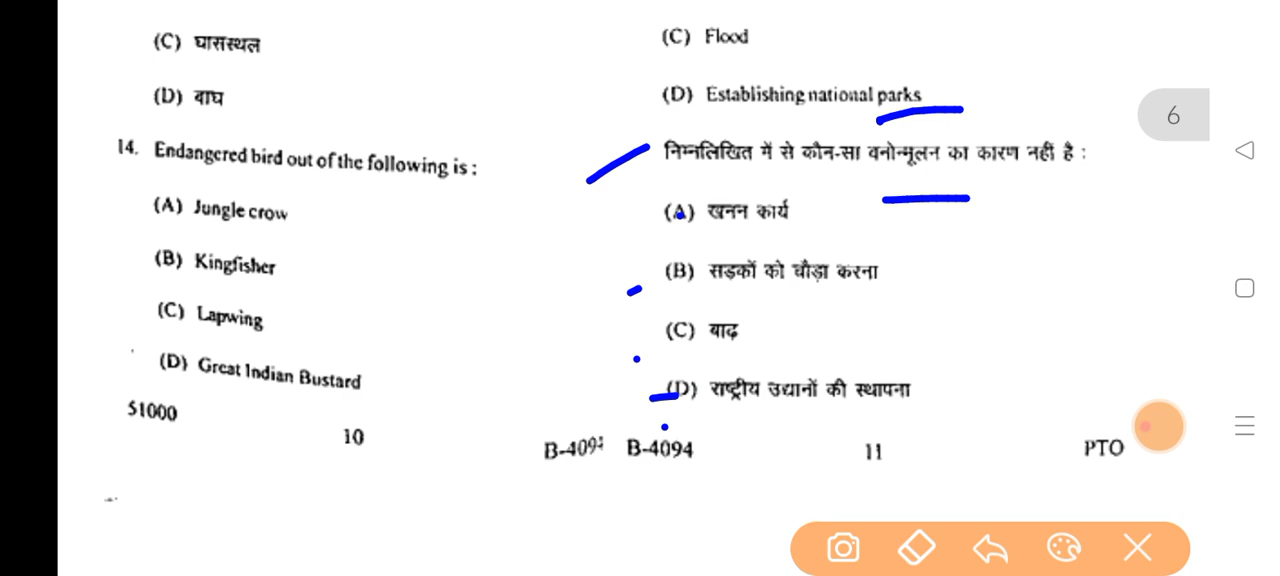 (C) घासस्थल
(D) बाघ
14. Endangered bird out of the following is :
(A) Jungle crow
(B) Kingfisher
(C) Lapwing
(D) Great Indian Bustard
S1000
10
B-4094
(C) Flood
(D) Establishing national parks
निम्नलिखित में से कौन-सा वनोन्मूलन का कारण नहीं है :
(A) खनन कार्य
(B) सड़कों को चौड़ा करना
(C) बाढ़
(D) राष्ट्रीय उद्यानों की स्थापना
B-4094
11
PTO
6